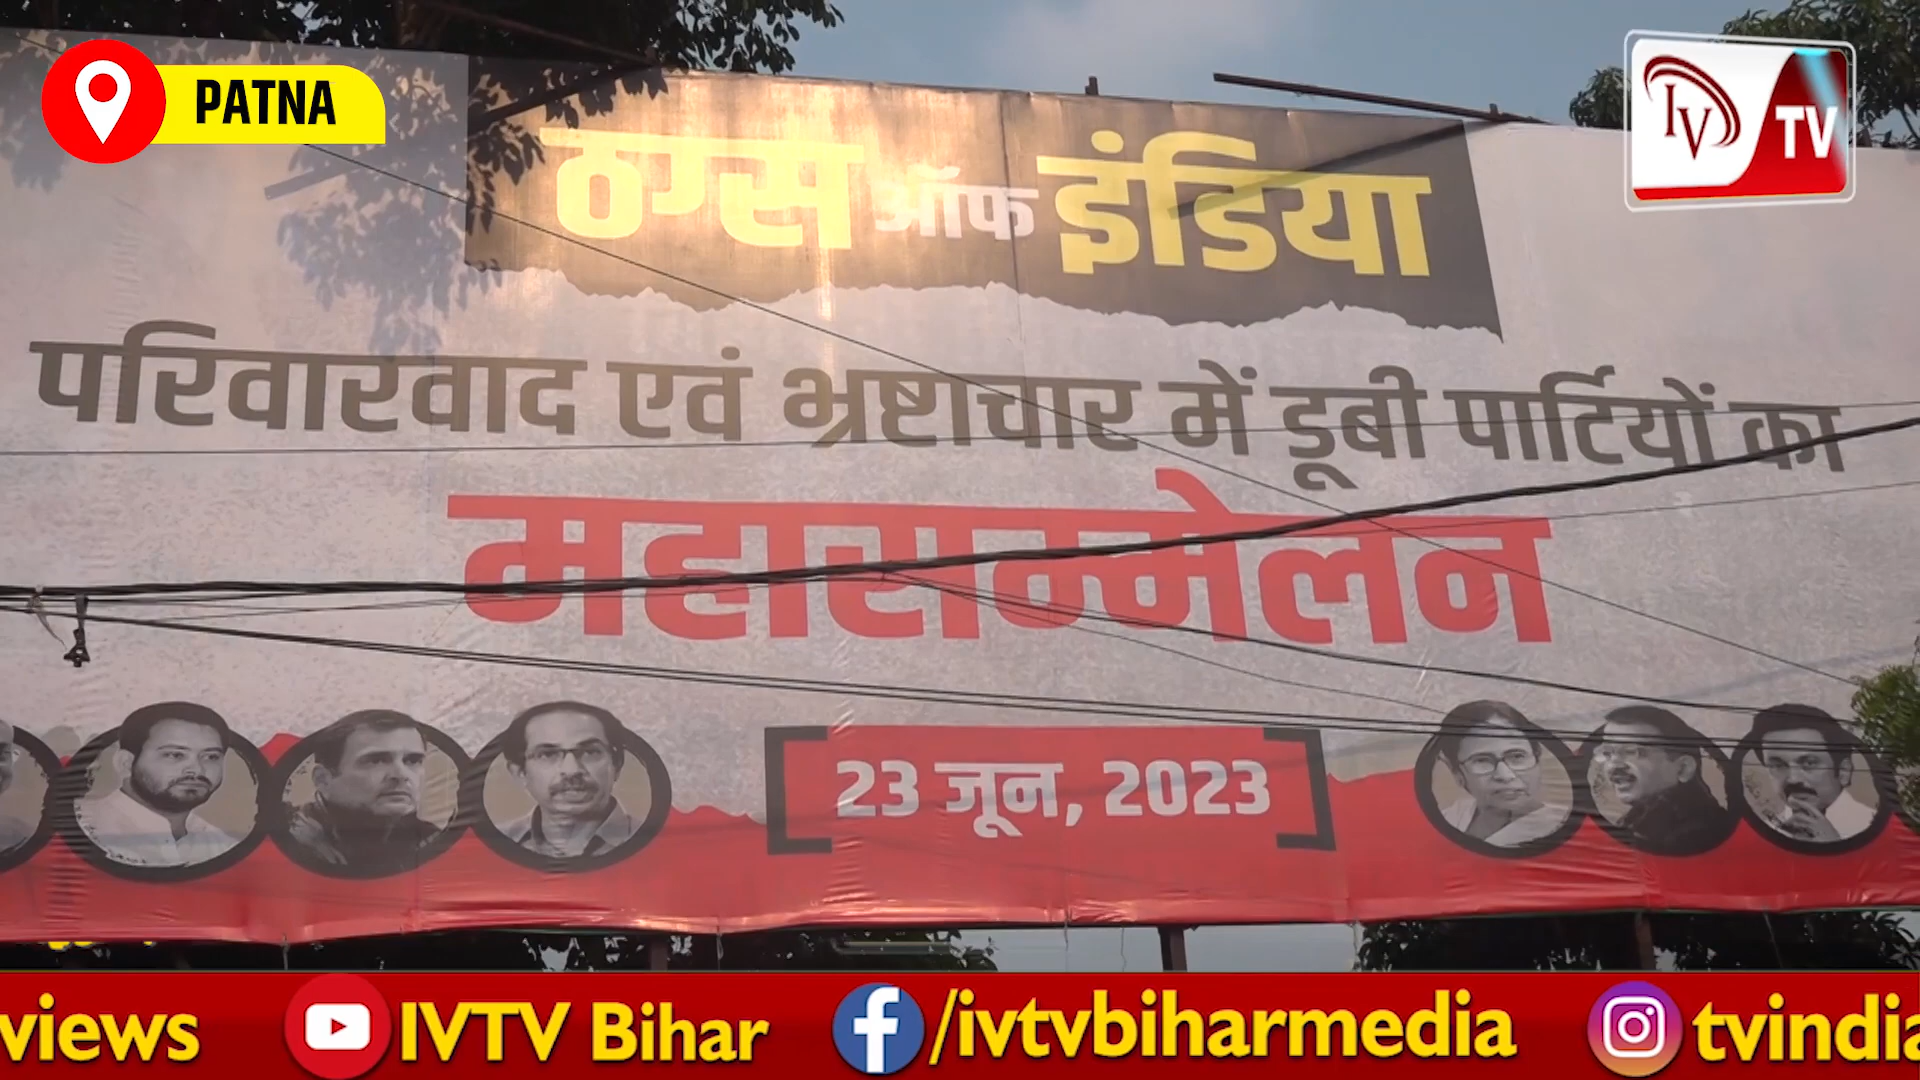 PATNA
IV TV
ठग्स ऑफ इंडिया
परिवारवाद एवं भ्रष्टाचार में डूबी पार्टियों का
महासम्मेलन
23 जून, 2023
views IVTV Bihar /ivtvbiharmedia tvindia